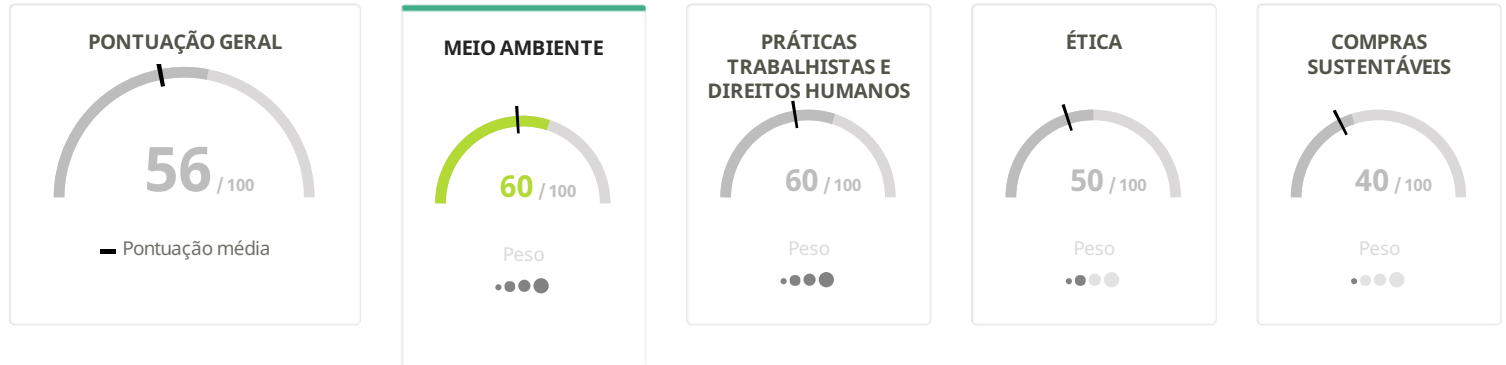 PONTUAÇÃO GERAL
56 / 100
Pontuação média
MEIO AMBIENTE
60 / 100
Peso
PRÁTICAS
TRABALHISTAS E
DIREITOS HUMANOS
60 / 100
Peso
ÉTICA
50 / 100
Peso
COMPRAS
SUSTENTÁVEIS
40 / 100
Peso